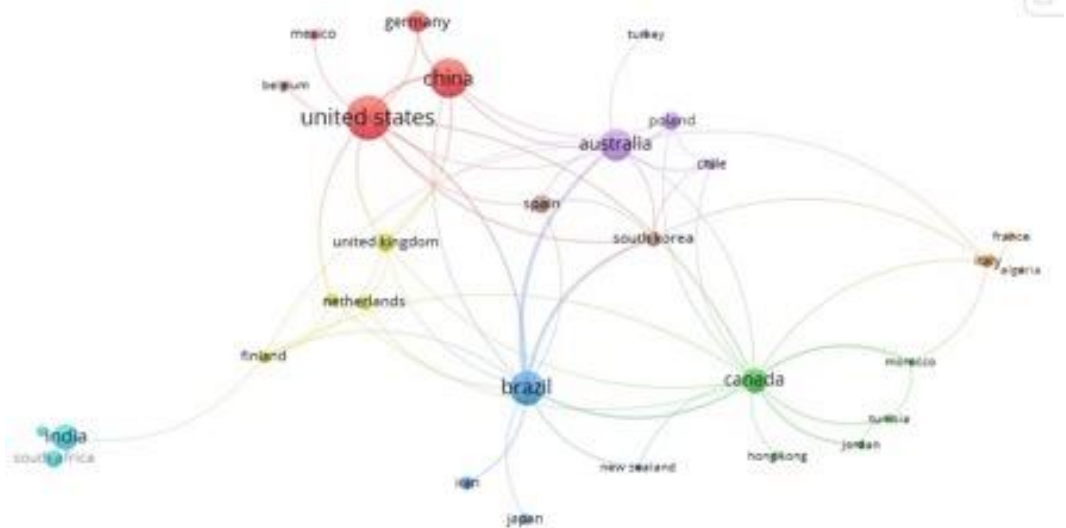 germany
mexico
turkey
china
belgium
united states
poland
australia
chile
spain
united kingdom
south korea
france
italy
algeria
netherlands
finland
morocco
canada
brazil
tunisia
india
jordan
south africa
hong kong
new zealand
iran
japan